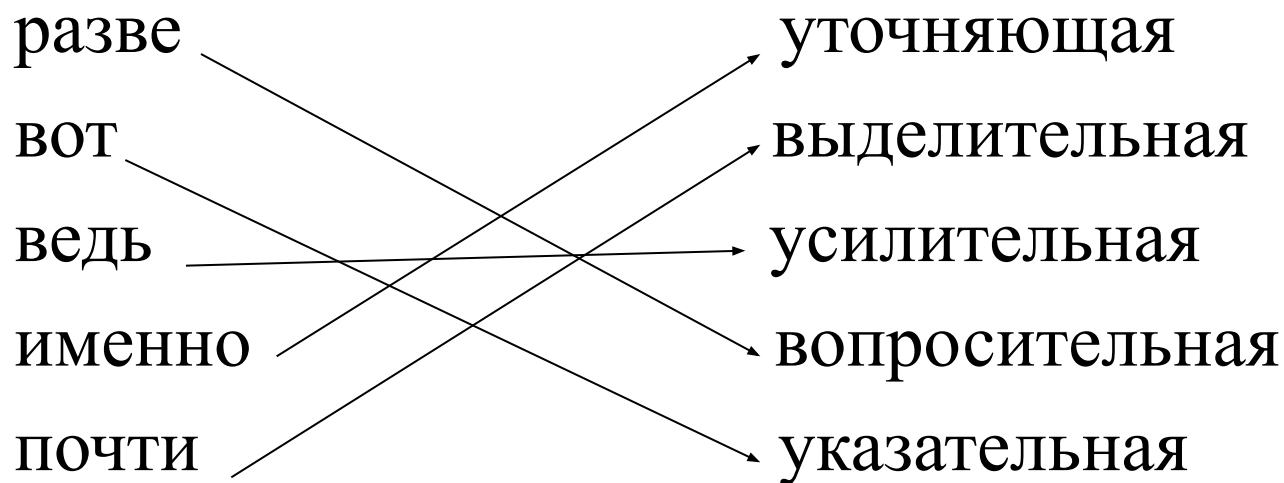 разве уточняющая
вот выделительная
ведь усилительная
именно вопросительная
почти указательная